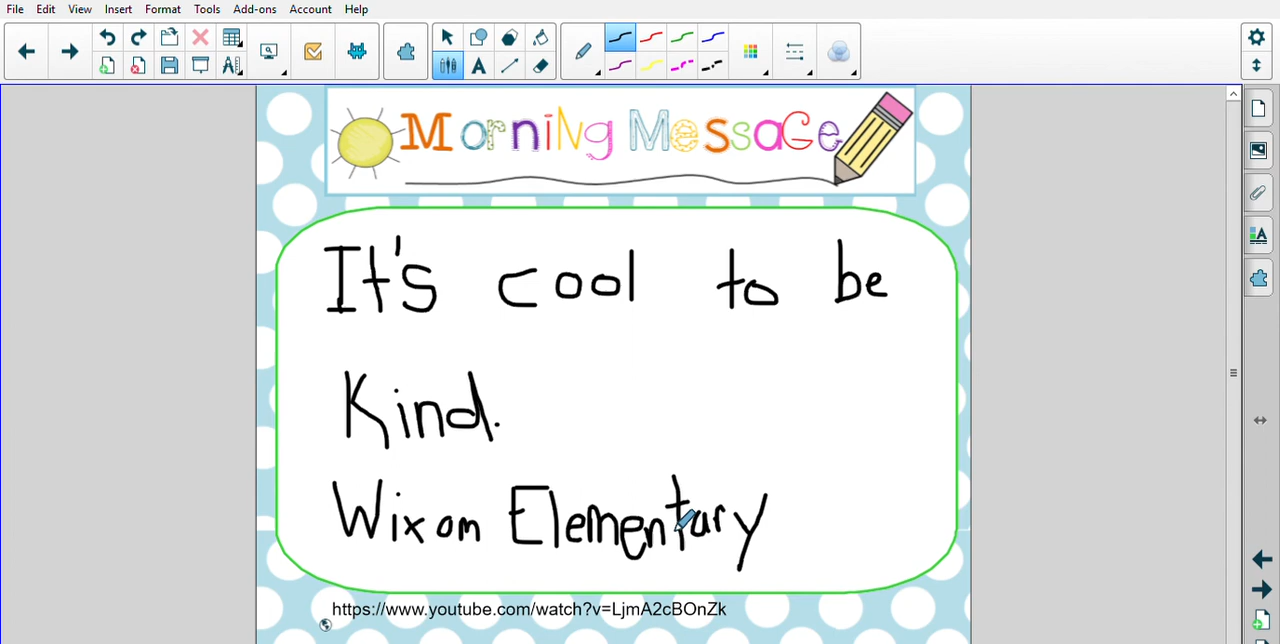 File Edit View Insert Format Tools Add-ons Account Help
Morning Message
It's cool to be
Kind.
Wixom Elementary
https://www.youtube.com/watch?v=LjmA2cBOnZk